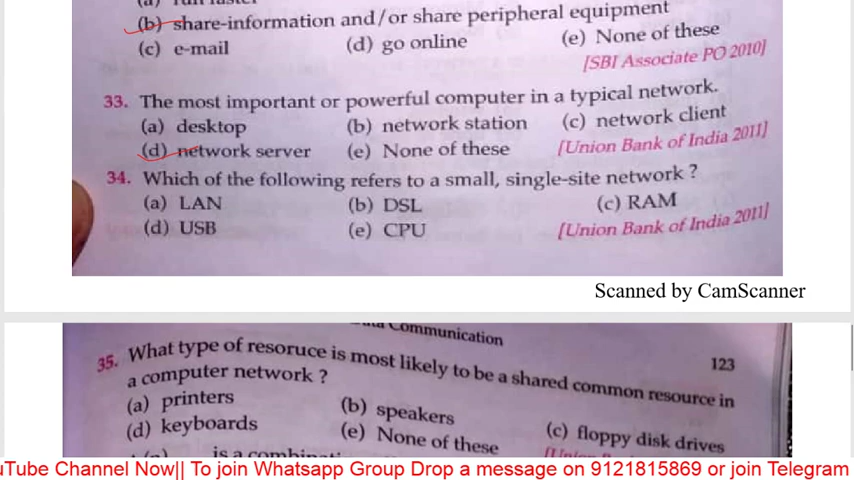 (b) share-information and/or share peripheral equipment
(c) e-mail (d) go online (e) None of these
[SBI Associate PO 2010]
33. The most important or powerful computer in a typical network.
(a) desktop (b) network station (c) network client
(d) network server (e) None of these [Union Bank of India 2011]
34. Which of the following refers to a small, single-site network ?
(a) LAN (b) DSL (c) RAM
(d) USB (e) CPU [Union Bank of India 2011]
Scanned by CamScanner
Communication
123
35. What type of resoruce is most likely to be a shared common resource in
a computer network ?
(a) printers (b) speakers (c) floppy disk drives
(d) keyboards (e) None of these
is a
Channel Now|| To join Whatsapp Group Drop a message on 9121815869 or join Telegram